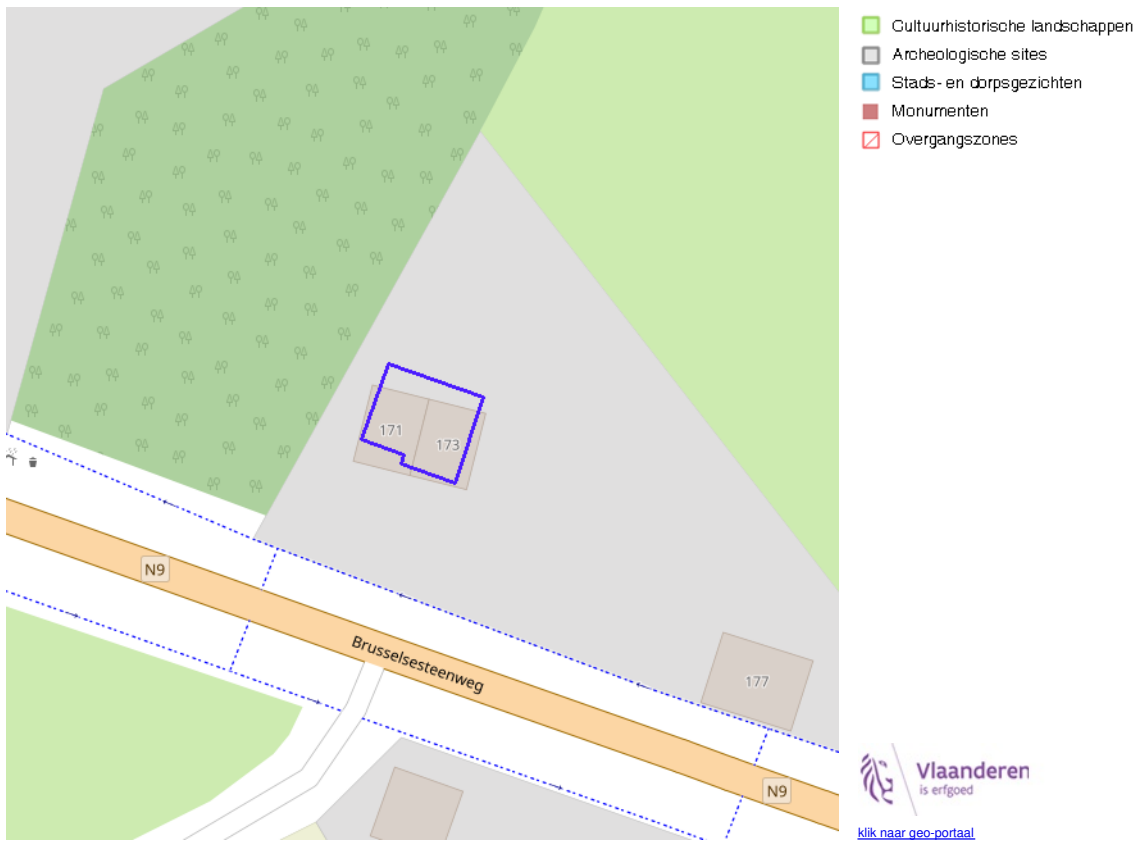 Cultuurhistorische landschappen
Archeologische sites
Stads- en dorpsgezichten
Monumenten
Overgangszones
171
173
N9
Brusselsesteenweg
177
N9
Vlaanderen
is erfgoed
klik naar geo-portaal